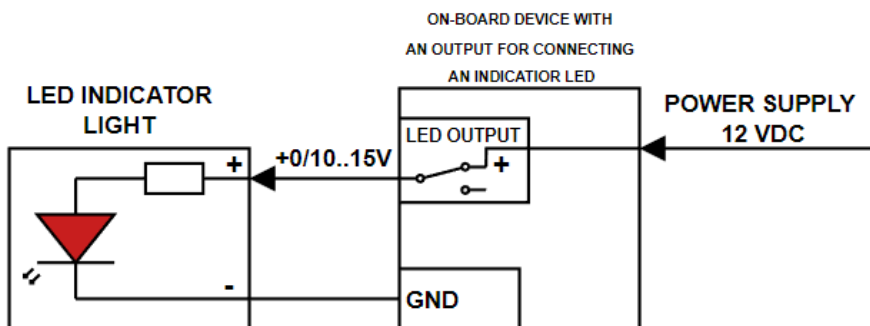 ON-BOARD DEVICE WITH
AN OUTPUT FOR CONNECTING
AN INDICATIOR LED
LED INDICATOR
LIGHT
POWER SUPPLY
12 VDC
LED OUTPUT
+0/10..15V
+
+
-
GND